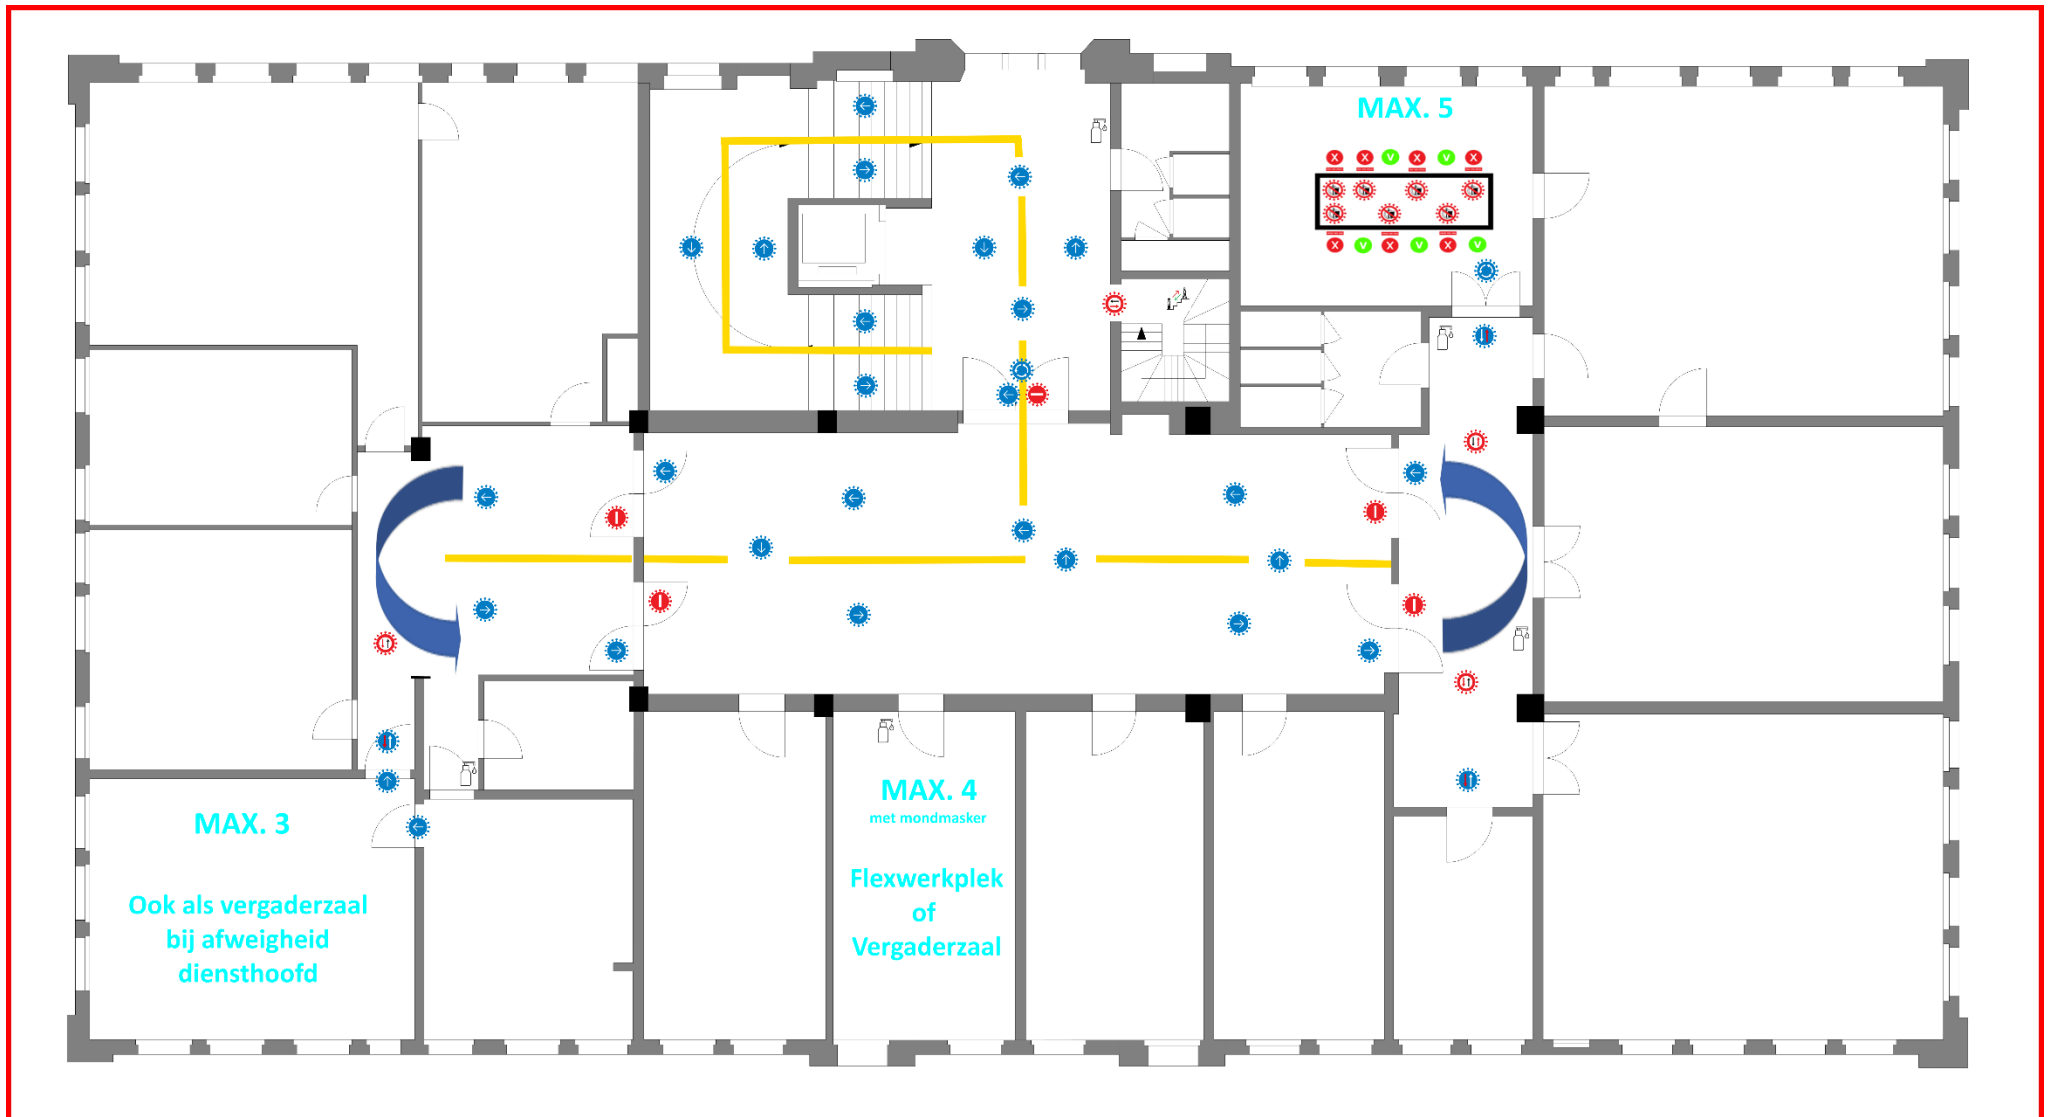 MAX. 5
X X V X V X
X V X V X V
MAX. 3
Ook als vergaderzaal
bij afweigheid
diensthoofd
MAX. 4
met mondmasker
Flexwerkplek
of
Vergaderzaal